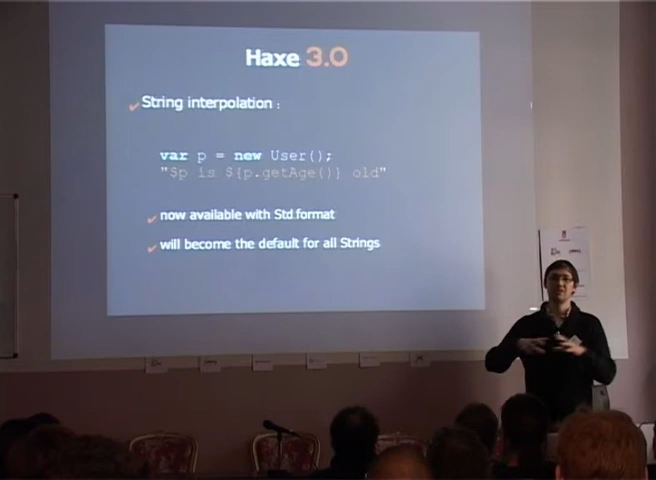 Haxe 3.0
String interpolation :
var p = new User();
"$p is ${p.getAge()} old"
now available with Std.format
will become the default for all Strings